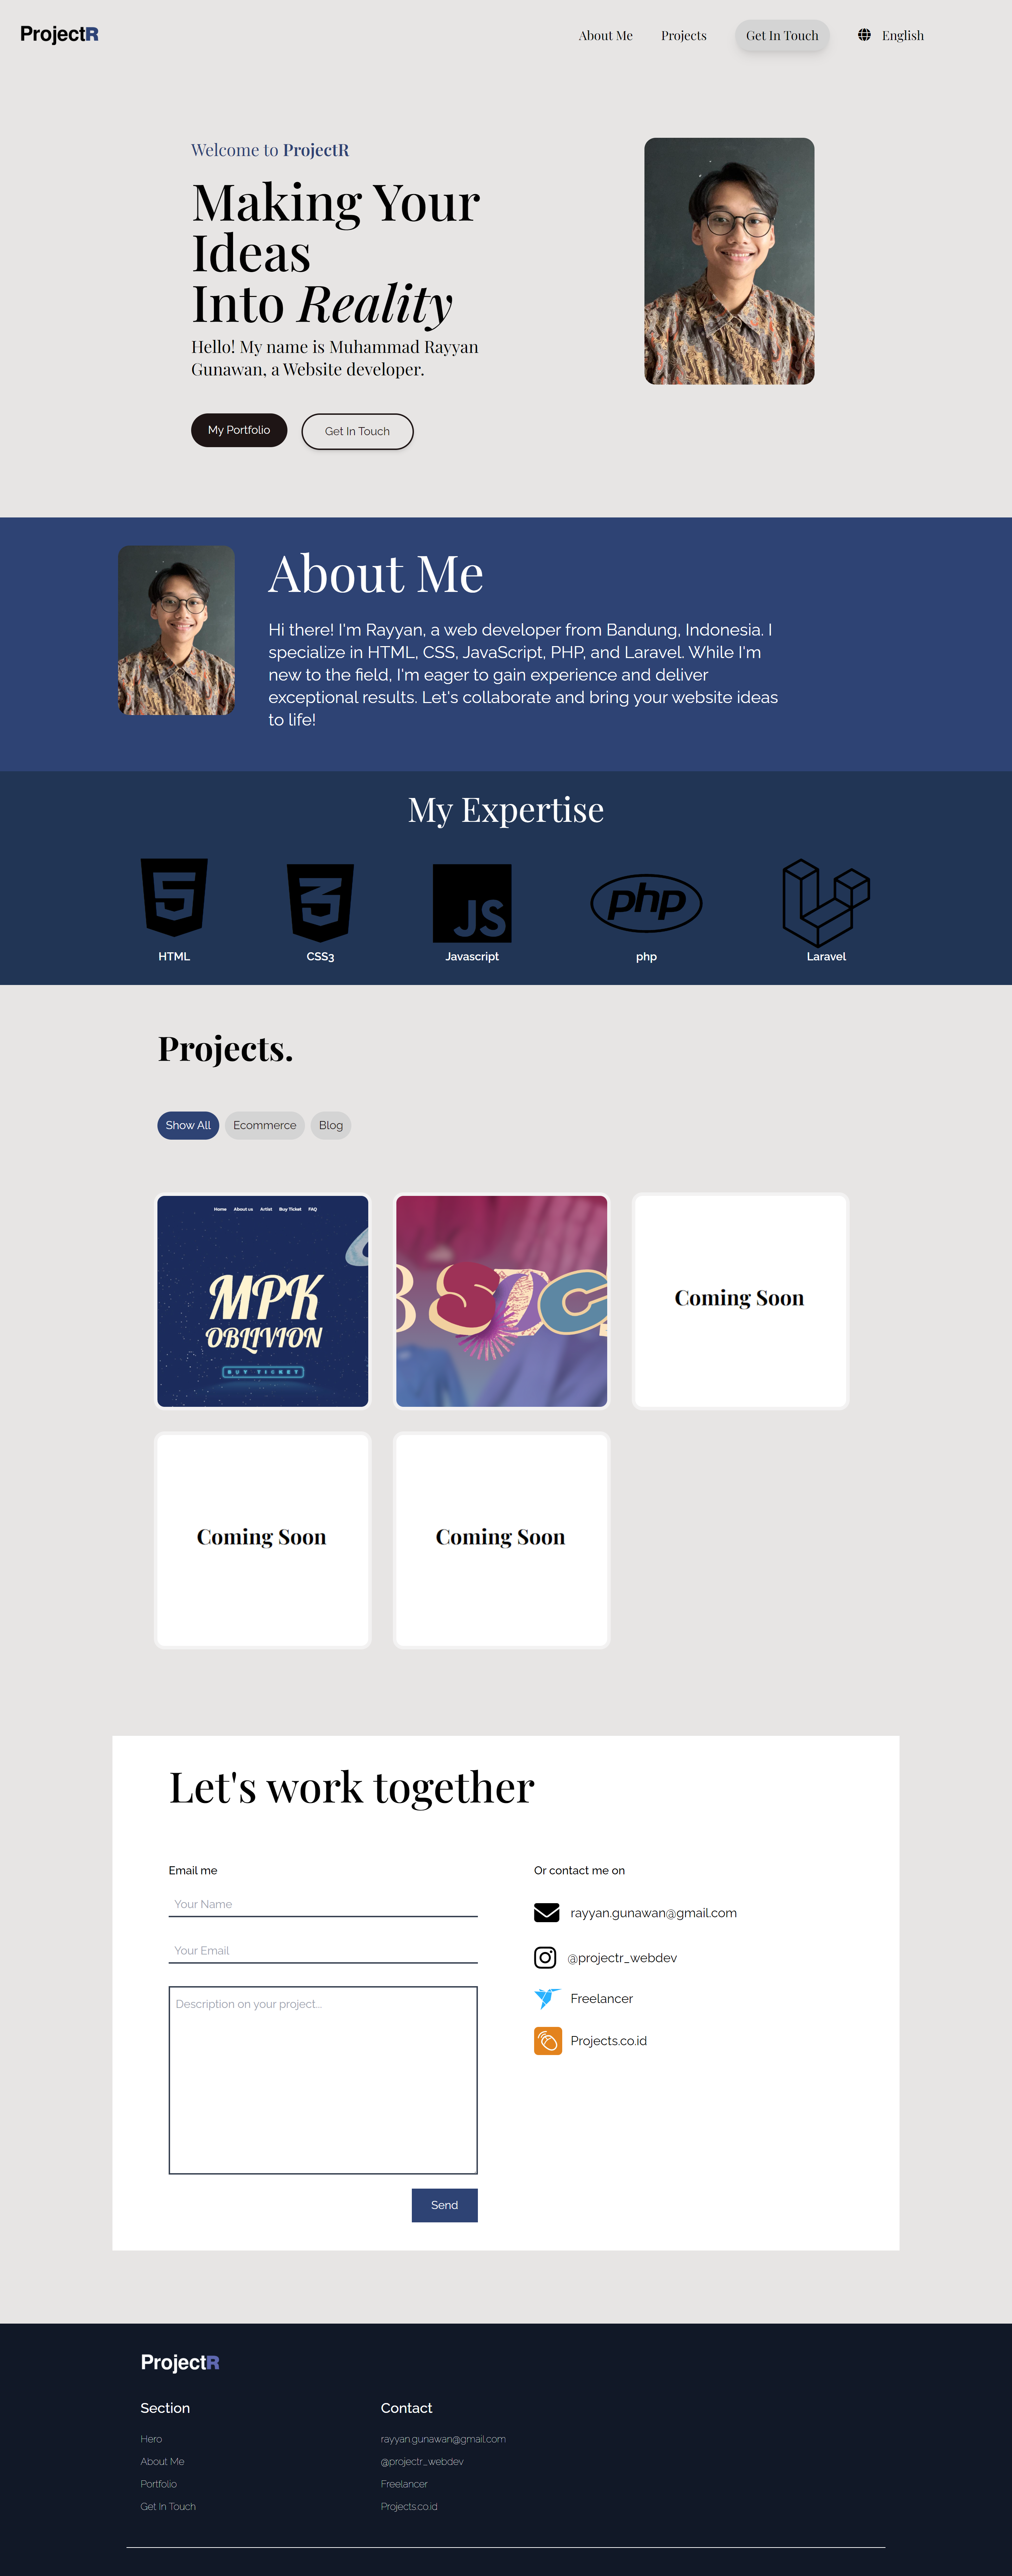 ProjectR
About Me
Projects
Get In Touch
English
Welcome to ProjectR
Making Your
Ideas
Into Reality
Hello! My name is Muhammad Rayyan
Gunawan, a Website developer.
My Portfolio
Get In Touch
About Me
Hi there! I'm Rayyan, a web developer from Bandung, Indonesia. I
specialize in HTML, CSS, JavaScript, PHP, and Laravel. While I'm
new to the field, I'm eager to gain experience and deliver
exceptional results. Let's collaborate and bring your website ideas
to life!
My Expertise
5
3
JS
php
HTML
CSS3
Javascript
php
Laravel
Projects.
Show All
Ecommerce
Blog
Home About us Artist Buy Ticket FAQ
MPK
OBLIVION
BUY TICKET
Coming Soon
Coming Soon
Coming Soon
Let's work together
Email me
Your Name
Your Email
Description on your project...
Send
Or contact me on
rayyan.gunawan@gmail.com
@projectr_webdev
Freelancer
Projects.co.id
ProjectR
Section
Hero
About Me
Portfolio
Get In Touch
Contact
rayyan.gunawan@gmail.com
@projectr_webdev
Freelancer
Projects.co.id